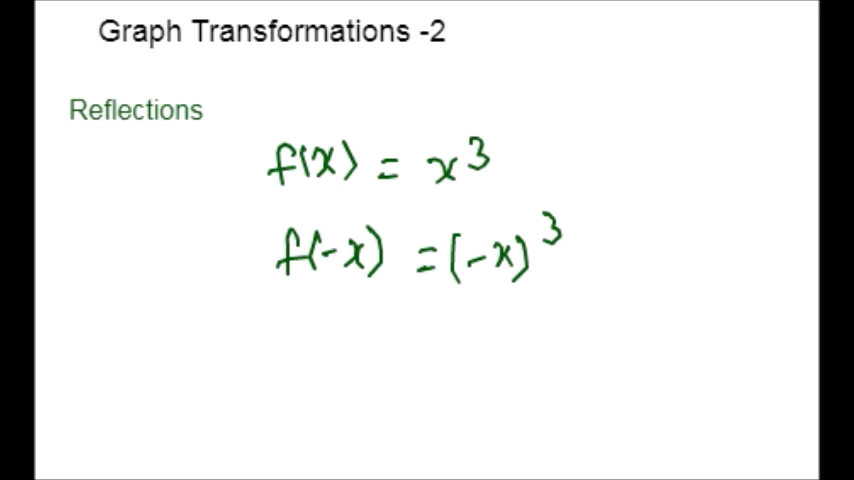 Graph Transformations -2
Reflections
f(x) = x³
f(-x) = (-x)³